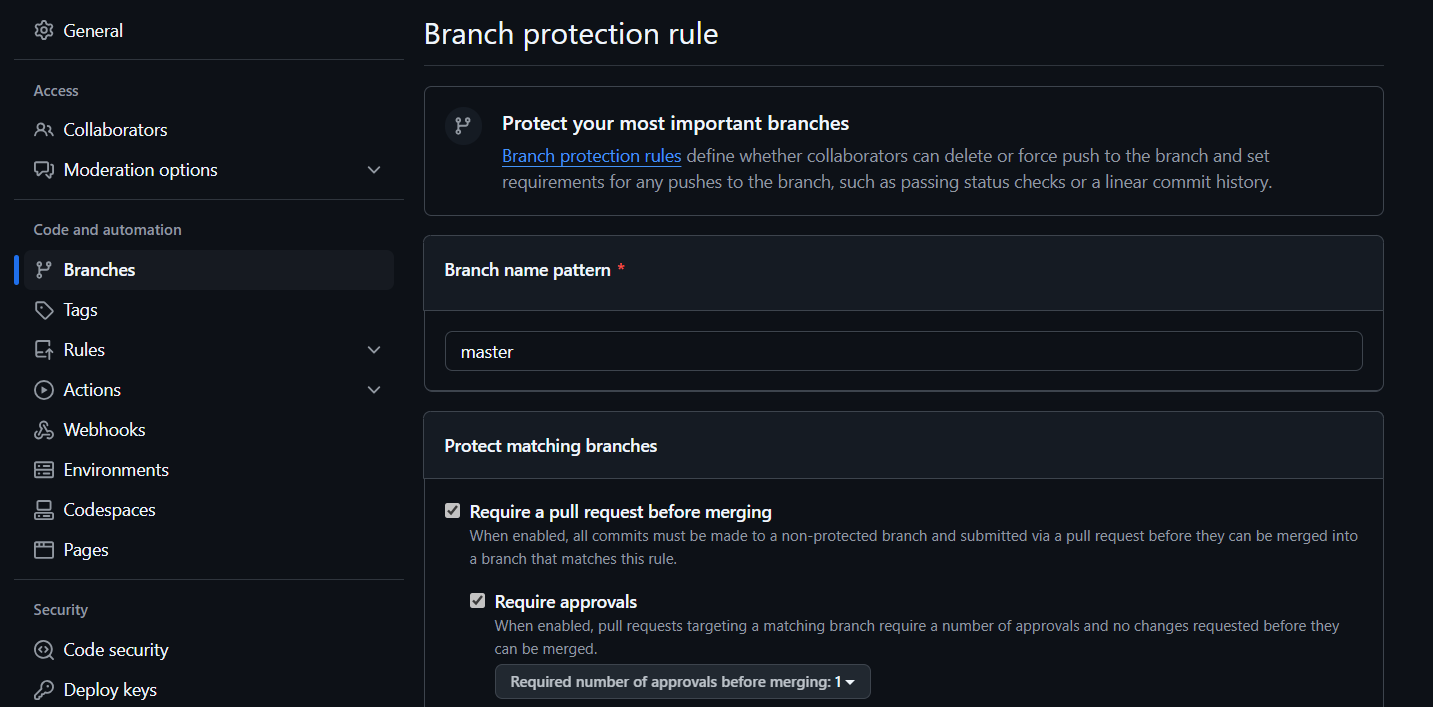 General
Access
Collaborators
Moderation options
Code and automation
Branches
Tags
Rules
Actions
Webhooks
Environments
Codespaces
Pages
Security
Code security
Deploy keys
Branch protection rule
Protect your most important branches
Branch protection rules define whether collaborators can delete or force push to the branch and set
requirements for any pushes to the branch, such as passing status checks or a linear commit history.
Branch name pattern *
master
Protect matching branches
Require a pull request before merging
When enabled, all commits must be made to a non-protected branch and submitted via a pull request before they can be merged into
a branch that matches this rule.
Require approvals
When enabled, pull requests targeting a matching branch require a number of approvals and no changes requested before they
can be merged.
Required number of approvals before merging: 1